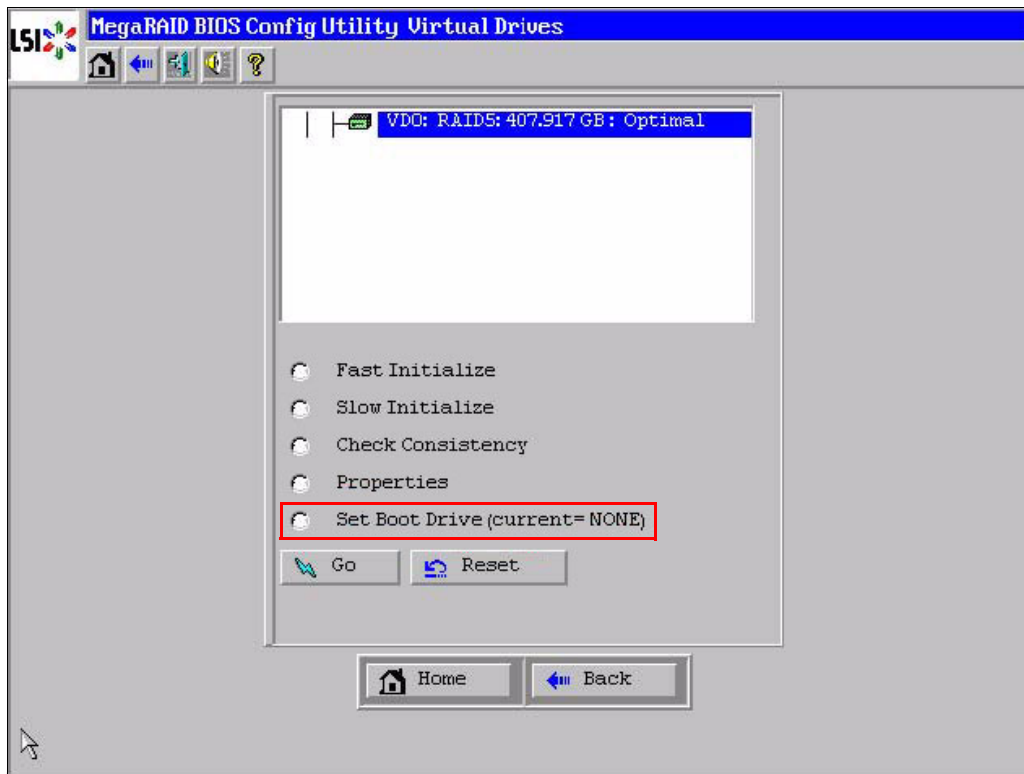 LSI
MegaRAID BIOS Config Utility Virtual Drives
VD0: RAID5: 407.917 GB: Optimal
Fast Initialize
Slow Initialize
Check Consistency
Properties
Set Boot Drive (current= NONE)
Go
Reset
Home
Back